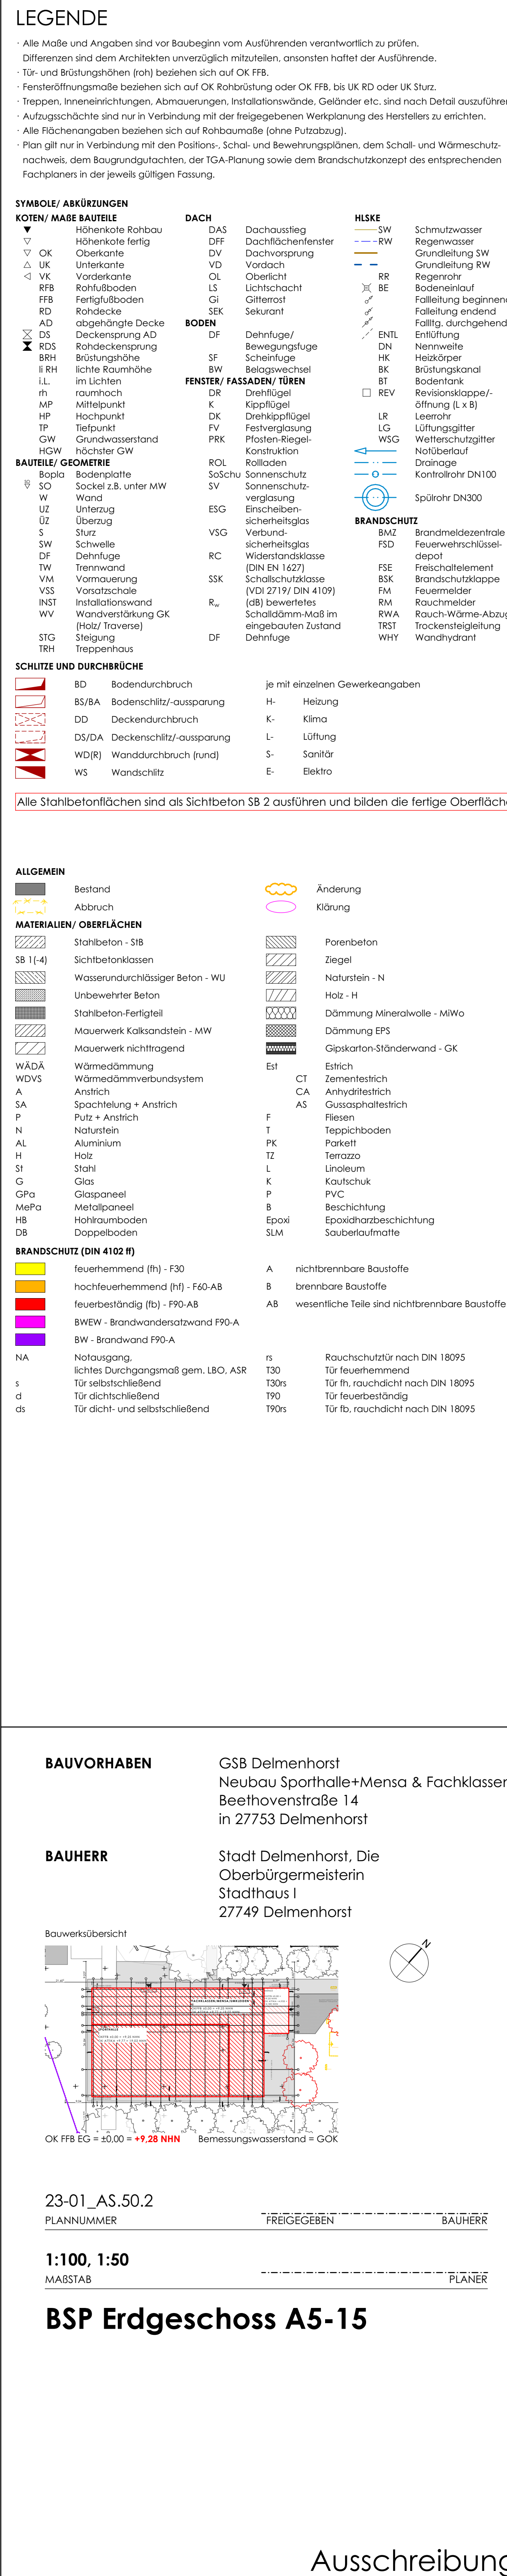 LEGENDE
· Alle Maße und Angaben sind vor Baubeginn vom Ausführenden verantwortlich zu prüfen.
Differenzen sind dem Architekten unverzüglich mitzuteilen, ansonsten haftet der Ausführende.
· Tür- und Brüstungshöhen (roh) beziehen sich auf OK FFB.
· Fensteröffnungsmaße beziehen sich auf OK Rohbrüstung oder OK FFB, bis UK RD oder UK Sturz.
· Treppen, Inneneinrichtungen, Abmauerungen, Installationswände, Geländer etc. sind nach Detail auszuführen
· Aufzugsschächte sind nur in Verbindung mit der freigegebenen Werkplanung des Herstellers zu errichten.
· Alle Flächenangaben beziehen sich auf Rohbaumaße (ohne Putzabzug).
· Plan gilt nur in Verbindung mit den Positions-, Schal- und Bewehrungsplänen, dem Schall- und Wärmeschutz-
nachweis, dem Baugrundgutachten, der TGA-Planung sowie dem Brandschutzkonzept des entsprechenden
Fachplaners in der jeweils gültigen Fassung.
SYMBOLE/ ABKÜRZUNGEN
KOTEN/ MAßE BAUTEILE
Höhenkote Rohbau
Höhenkote fertig
OK Oberkante
UK Unterkante
VK Vorderkante
RFB Rohfußboden
FFB Fertigfußboden
RD Rohdecke
AD abgehängte Decke
DS Deckensprung AD
RDS Rohdeckensprung
BRH Brüstungshöhe
li RH lichte Raumhöhe
i.L. im Lichten
rh raumhoch
MP Mittelpunkt
HP Hochpunkt
TP Tiefpunkt
GW Grundwasserstand
HGW höchster GW
BAUTEILE/ GEOMETRIE
Bopla Bodenplatte
SO Sockel z.B. unter MW
W Wand
UZ Unterzug
ÜZ Überzug
S Sturz
SW Schwelle
DF Dehnfuge
TW Trennwand
VM Vormauerung
VSS Vorsatzschale
INST Installationswand
WV Wandverstärkung GK
(Holz/ Traverse)
STG Steigung
TRH Treppenhaus
DACH
DAS Dachausstieg
DFF Dachflächenfenster
DV Dachvorsprung
VD Vordach
OL Oberlicht
LS Lichtschacht
Gi Gitterrost
SEK Sekurant
BODEN
DF Dehnfuge/
Bewegungsfuge
SF Scheinfuge
BW Belagswechsel
FENSTER/ FASSADEN/ TÜREN
DR Drehflügel
K Kippflügel
DK Drehkippflügel
FV Festverglasung
PRK Pfosten-Riegel-
Konstruktion
ROL Rollladen
SoSchu Sonnenschutz
SV Sonnenschutz-
verglasung
ESG Einscheiben-
sicherheitsglas
VSG Verbund-
sicherheitsglas
RC Widerstandsklasse
(DIN EN 1627)
SSK Schallschutzklasse
(VDI 2719/ DIN 4109)
Rw (dB) bewertetes
Schalldämm-Maß im
eingebauten Zustand
DF Dehnfuge
HLSKE
SW Schmutzwasser
RW Regenwasser
Grundleitung SW
Grundleitung RW
RR Regenrohr
BE Bodeneinlauf
Fallleitung beginnend
Falleitung endend
Falltg. durchgehend
ENTL Entlüftung
DN Nennweite
HK Heizkörper
BK Brüstungskanal
BT Bodentank
REV Revisionsklappe/-
öffnung (L x B)
LR Leerrohr
LG Lüftungsgitter
WSG Wetterschutzgitter
Notüberlauf
Drainage
Kontrollrohr DN100
Spülrohr DN300
BRANDSCHUTZ
BMZ Brandmeldezentrale
FSD Feuerwehrschlüssel-
depot
FSE Freischaltelement
BSK Brandschutzklappe
FM Feuermelder
RM Rauchmelder
RWA Rauch-Wärme-Abzug
TRST Trockensteigleitung
WHY Wandhydrant
SCHLITZE UND DURCHBRÜCHE
BD Bodendurchbruch
BS/BA Bodenschlitz/-aussparung
DD Deckendurchbruch
DS/DA Deckenschlitz/-aussparung
WD(R) Wanddurchbruch (rund)
WS Wandschlitz
je mit einzelnen Gewerkeangaben
H- Heizung
K- Klima
L- Lüftung
S- Sanitär
E- Elektro
Alle Stahlbetonflächen sind als Sichtbeton SB 2 ausführen und bilden die fertige Oberfläche
ALLGEMEIN
Bestand
Abbruch
Änderung
Klärung
MATERIALIEN/ OBERFLÄCHEN
Stahlbeton - StB
SB 1(-4) Sichtbetonklassen
Wasserundurchlässiger Beton - WU
Unbewehrter Beton
Stahlbeton-Fertigteil
Mauerwerk Kalksandstein - MW
Mauerwerk nichttragend
WÄDÄ Wärmedämmung
WDVS Wärmedämmverbundsystem
A Anstrich
SA Spachtelung + Anstrich
P Putz + Anstrich
N Naturstein
AL Aluminium
H Holz
St Stahl
G Glas
GPa Glaspaneel
MePa Metallpaneel
HB Hohlraumboden
DB Doppelboden
Porenbeton
Ziegel
Naturstein - N
Holz - H
Dämmung Mineralwolle - MiWo
Dämmung EPS
Gipskarton-Ständerwand - GK
Est Estrich
CT Zementestrich
CA Anhydritestrich
AS Gussasphaltestrich
F Fliesen
T Teppichboden
PK Parkett
TZ Terrazzo
L Linoleum
K Kautschuk
P PVC
B Beschichtung
Epoxi Epoxidharzbeschichtung
SLM Sauberlaufmatte
BRANDSCHUTZ (DIN 4102 ff)
feuerhemmend (fh) - F30
hochfeuerhemmend (hf) - F60-AB
feuerbeständig (fb) - F90-AB
BWEW - Brandwandersatzwand F90-A
BW - Brandwand F90-A
A nichtbrennbare Baustoffe
B brennbare Baustoffe
AB wesentliche Teile sind nichtbrennbare Baustoffe
NA Notausgang,
lichtes Durchgangsmaß gem. LBO, ASR
s Tür selbstschließend
d Tür dichtschließend
ds Tür dicht- und selbstschließend
rs Rauchschutztür nach DIN 18095
T30 Tür feuerhemmend
T30rs Tür fh, rauchdicht nach DIN 18095
T90 Tür feuerbeständig
T90rs Tür fb, rauchdicht nach DIN 18095
BAUVORHABEN
GSB Delmenhorst
Neubau Sporthalle+Mensa & Fachklassen
Beethovenstraße 14
in 27753 Delmenhorst
BAUHERR
Stadt Delmenhorst, Die
Oberbürgermeisterin
Stadthaus I
27749 Delmenhorst
Bauwerksübersicht
N
OK FFB EG = ±0,00 = +9,28 NHN Bemessungswasserstand = GOK
23-01_AS.50.2
PLANNUMMER FREIGEGEBEN BAUHERR
1:100, 1:50
MAßSTAB PLANER
BSP Erdgeschoss A5-15
Ausschreibung